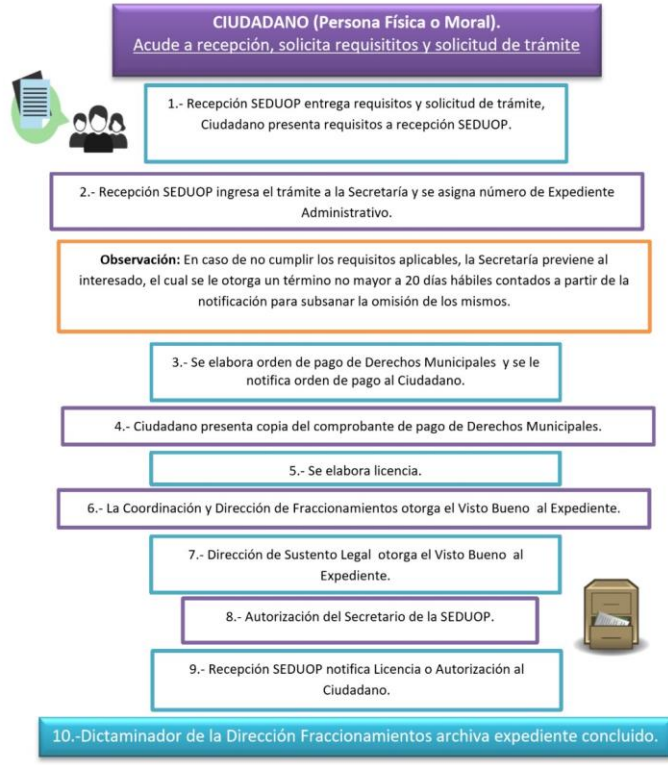 CIUDADANO (Persona Física o Moral).
Acude a recepción, solicita requisititos y solicitud de trámite
1.- Recepción SEDUOP entrega requisitos y solicitud de trámite,
Ciudadano presenta requisitos a recepción SEDUOP.
2.- Recepción SEDUOP ingresa el trámite a la Secretaría y se asigna número de Expediente
Administrativo.
Observación: En caso de no cumplir los requisitos aplicables, la Secretaría previene al
interesado, el cual se le otorga un término no mayor a 20 días hábiles contados a partir de la
notificación para subsanar la omisión de los mismos.
3.- Se elabora orden de pago de Derechos Municipales y se le
notifica orden de pago al Ciudadano.
4.- Ciudadano presenta copia del comprobante de pago de Derechos Municipales.
5.- Se elabora licencia.
6.- La Coordinación y Dirección de Fraccionamientos otorga el Visto Bueno al Expediente.
7.- Dirección de Sustento Legal otorga el Visto Bueno al
Expediente.
8.- Autorización del Secretario de la SEDUOP.
9.- Recepción SEDUOP notifica Licencia o Autorización al
Ciudadano.
10.-Dictaminador de la Dirección Fraccionamientos archiva expediente concluido.